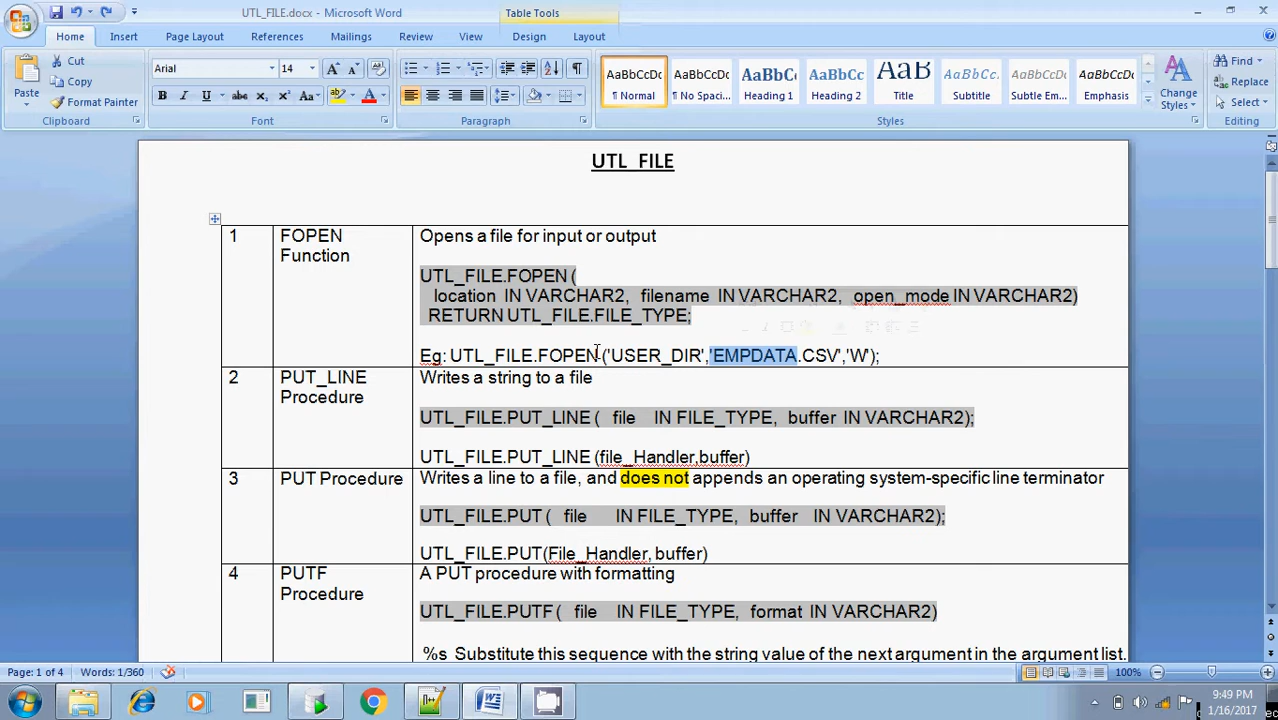 UTL_FILE.docx - Microsoft Word
Table Tools
Home
Insert
Page Layout
References
Mailings
Review
View
Design
Layout
Paste
Cut
Copy
Format Painter
Clipboard
Arial
14
Font
Paragraph
AaBbCcDc
¶ Normal
AaBbCcDc
¶ No Spaci...
AaBbCc
Heading 1
AaBbCc
Heading 2
AaB
Title
AaBbCc.
Subtitle
AaBbCcDc
Subtle Em...
AaBbCcDc
Emphasis
Styles
Change
Styles
Find
Replace
Select
Editing
UTL_FILE
1
FOPEN
Function
Opens a file for input or output
UTL_FILE.FOPEN (
location IN VARCHAR2, filename IN VARCHAR2, open_mode IN VARCHAR2)
RETURN UTL_FILE.FILE_TYPE;
Eg: UTL_FILE.FOPEN ('USER_DIR','EMPDATA.CSV','W');
2
PUT_LINE
Procedure
Writes a string to a file
UTL_FILE.PUT_LINE ( file IN FILE_TYPE, buffer IN VARCHAR2);
UTL_FILE.PUT_LINE (file_Handler,buffer)
3
PUT Procedure
Writes a line to a file, and does not appends an operating system-specific line terminator
UTL_FILE.PUT ( file IN FILE_TYPE, buffer IN VARCHAR2);
UTL_FILE.PUT(File_Handler, buffer)
4
PUTF
Procedure
A PUT procedure with formatting
UTL_FILE.PUTF ( file IN FILE_TYPE, format IN VARCHAR2)
%s Substitute this sequence with the string value of the next argument in the argument list.
Page: 1 of 4
Words: 1/360
100%
9:49 PM
1/16/2017